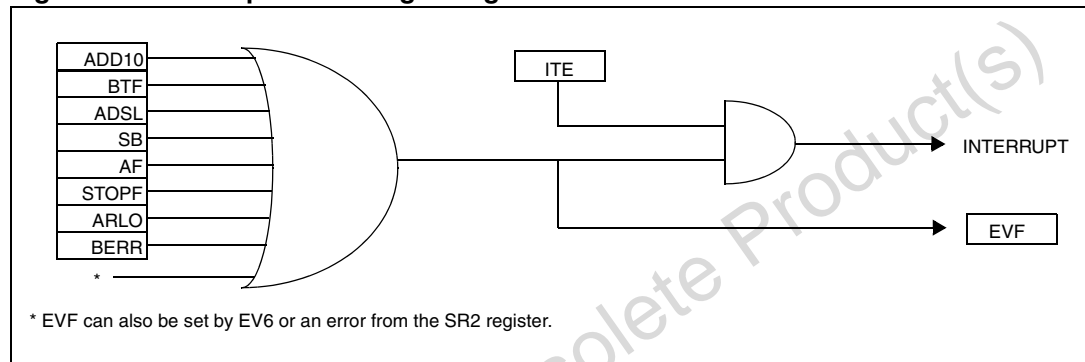 ADD10
BTF
ADSL
SB
AF
STOPF
ARLO
BERR
*
ITE
INTERRUPT
EVF
* EVF can also be set by EV6 or an error from the SR2 register.
solete Product(s)